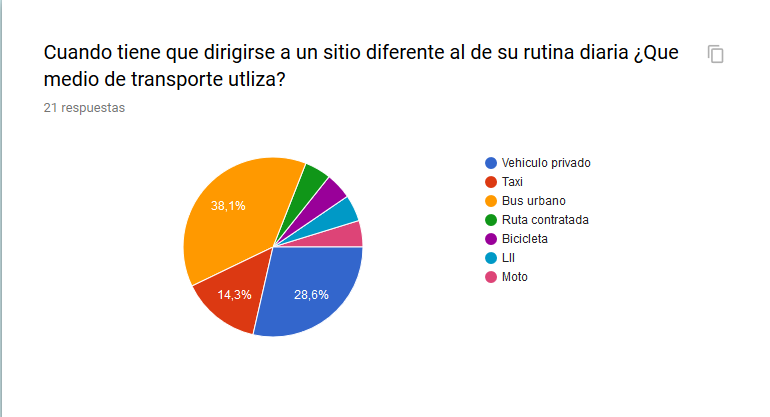 Cuando tiene que dirigirse a un sitio diferente al de su rutina diaria ¿Que
medio de transporte utliza?
21 respuestas
38,1%
14,3%
28,6%
Vehiculo privado
Taxi
Bus urbano
Ruta contratada
Bicicleta
LII
Moto